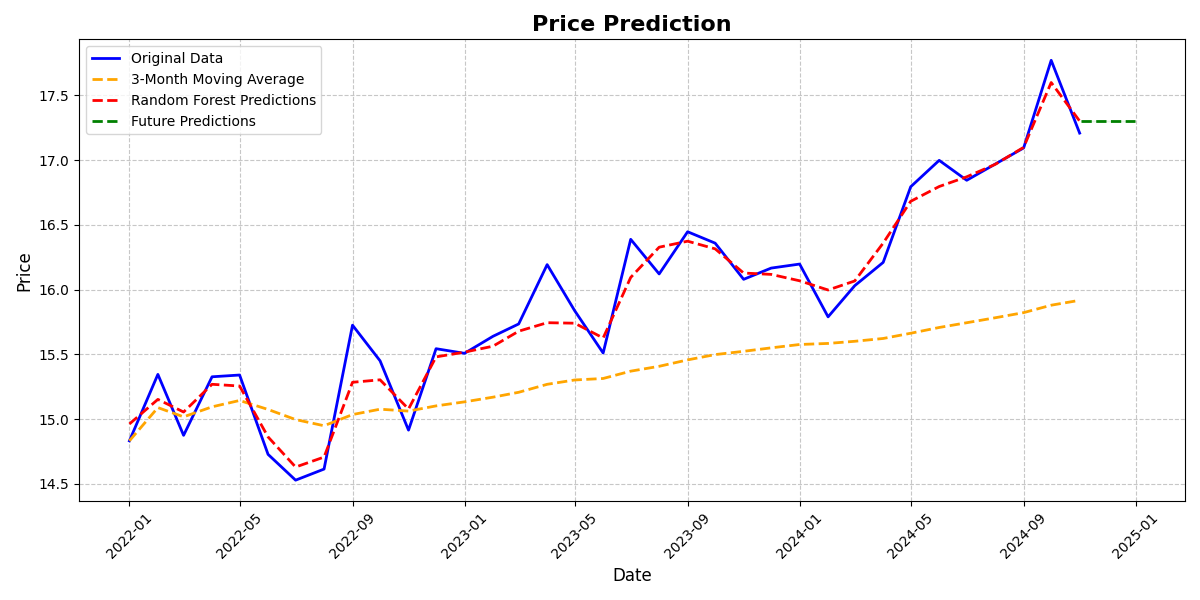 Price Prediction
Original Data
3-Month Moving Average
Random Forest Predictions
Future Predictions
Price
17.5
17.0
16.5
16.0
15.5
15.0
14.5
2022-01
2022-05
2022-09
2023-01
2023-05
2023-09
2024-01
2024-05
2024-09
2025-01
Date